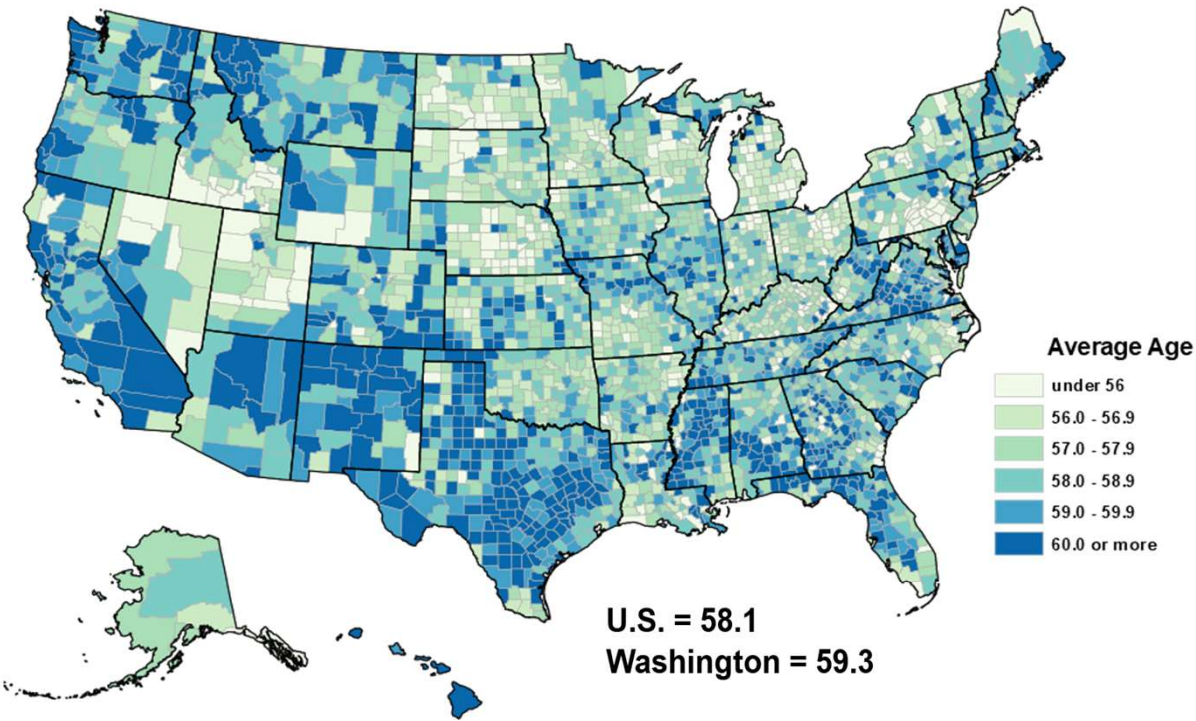 Average Age
under 56
56.0 - 56.9
57.0 - 57.9
58.0 - 58.9
59.0 - 59.9
60.0 or more
U.S. = 58.1
Washington = 59.3